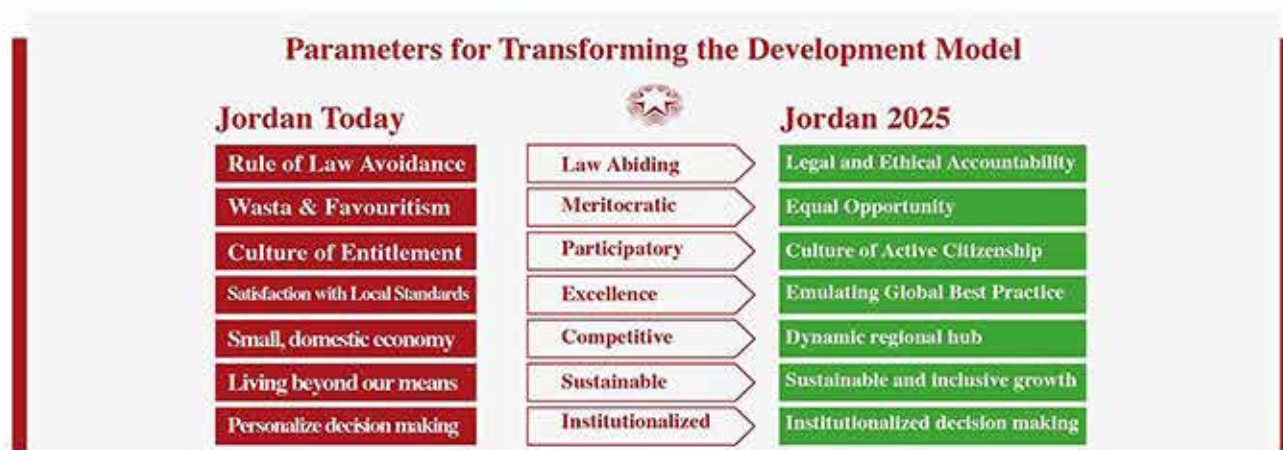 Parameters for Transforming the Development Model
Jordan Today
Jordan 2025
Rule of Law Avoidance
Law Abiding
Legal and Ethical Accountability
Wasta & Favouritism
Meritocratic
Equal Opportunity
Culture of Entitlement
Participatory
Culture of Active Citizenship
Satisfaction with Local Standards
Excellence
Emulating Global Best Practice
Small, domestic economy
Competitive
Dynamic regional hub
Living beyond our means
Sustainable
Sustainable and inclusive growth
Personalize decision making
Institutionalized
Institutionalized decision making